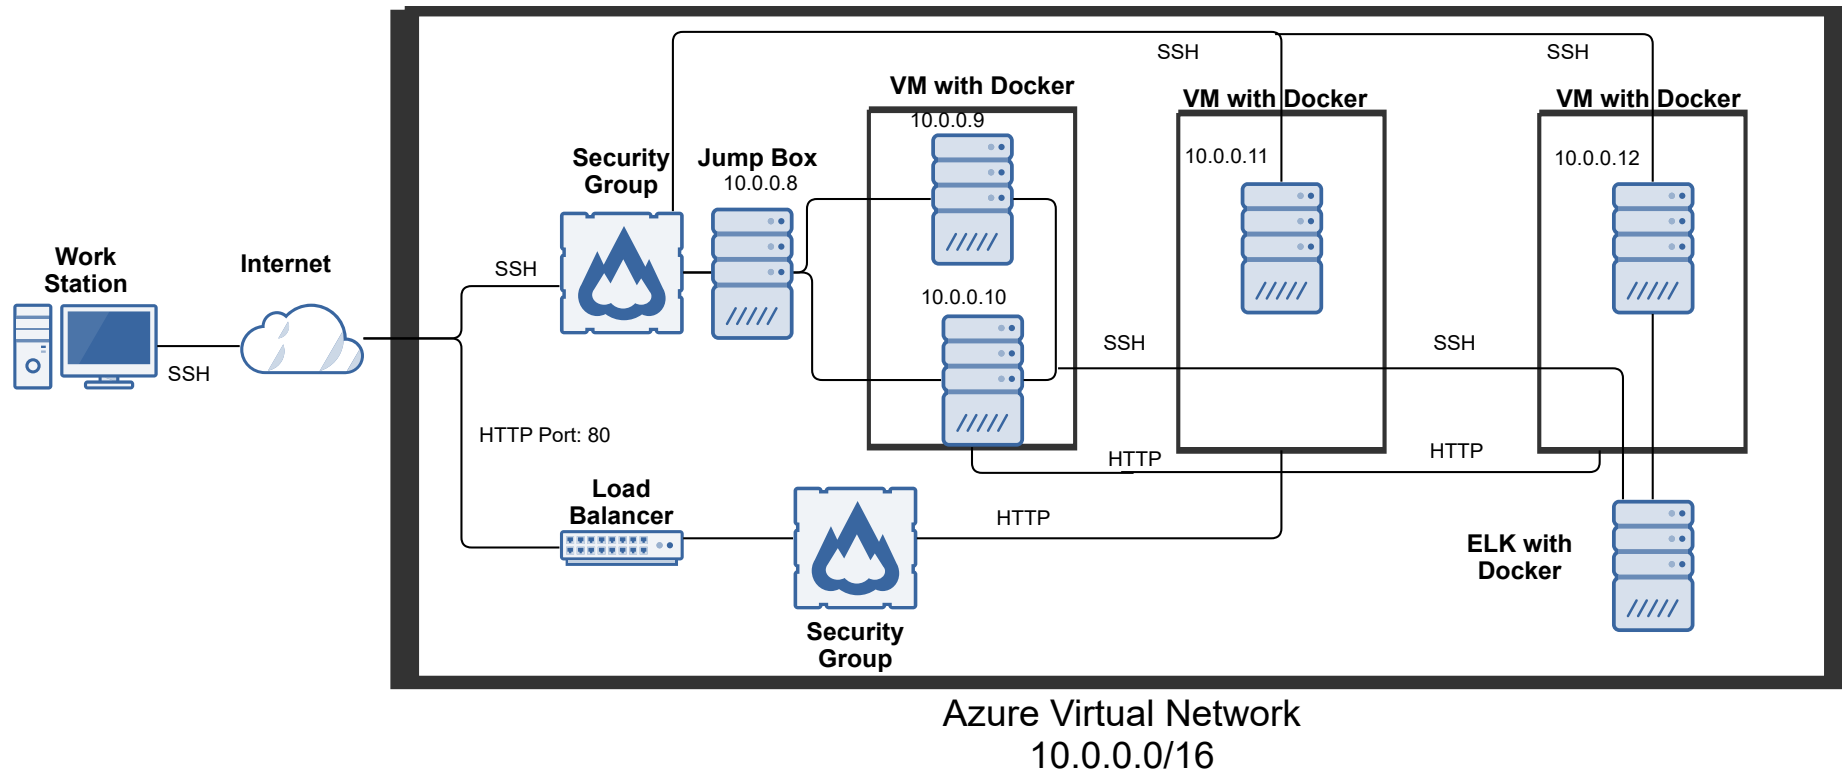 SSH
SSH
VM with Docker
VM with Docker
VM with Docker
10.0.0.9
10.0.0.11
10.0.0.12
Security
Group
Jump Box
10.0.0.8
Work
Station
Internet
SSH
SSH
10.0.0.10
SSH
SSH
HTTP Port: 80
HTTP
HTTP
Load
Balancer
HTTP
ELK with
Docker
Security
Group
Azure Virtual Network
10.0.0.0/16